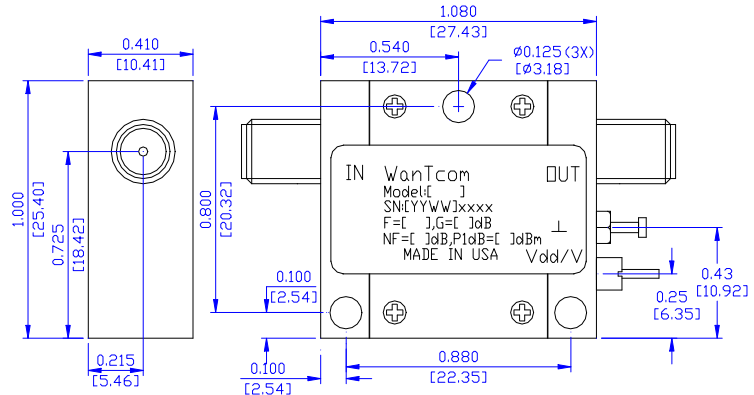 1.080
[27.43]
0.410
[10.41]
0.540
[13.72]
Ø0.125(3X)
[Ø3.18]
IN WanTcom OUT
Model:[ ]
SN:[YYWW]xxxx
F=[ ],G=[ ]dB
NF=[ ]dB,P1dB=[ ]dBm
MADE IN USA
⊥
Vdd/V
1.000
[25.40]
0.725
[18.42]
0.800
[20.32]
0.100
[2.54]
0.43
[10.92]
0.25
[6.35]
0.215
[5.46]
0.100
[2.54]
0.880
[22.35]